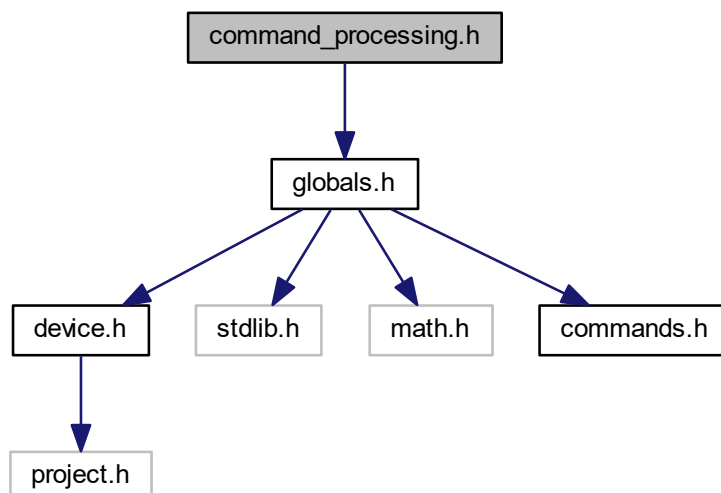 command_processing.h
globals.h
device.h
stdlib.h
math.h
commands.h
project.h